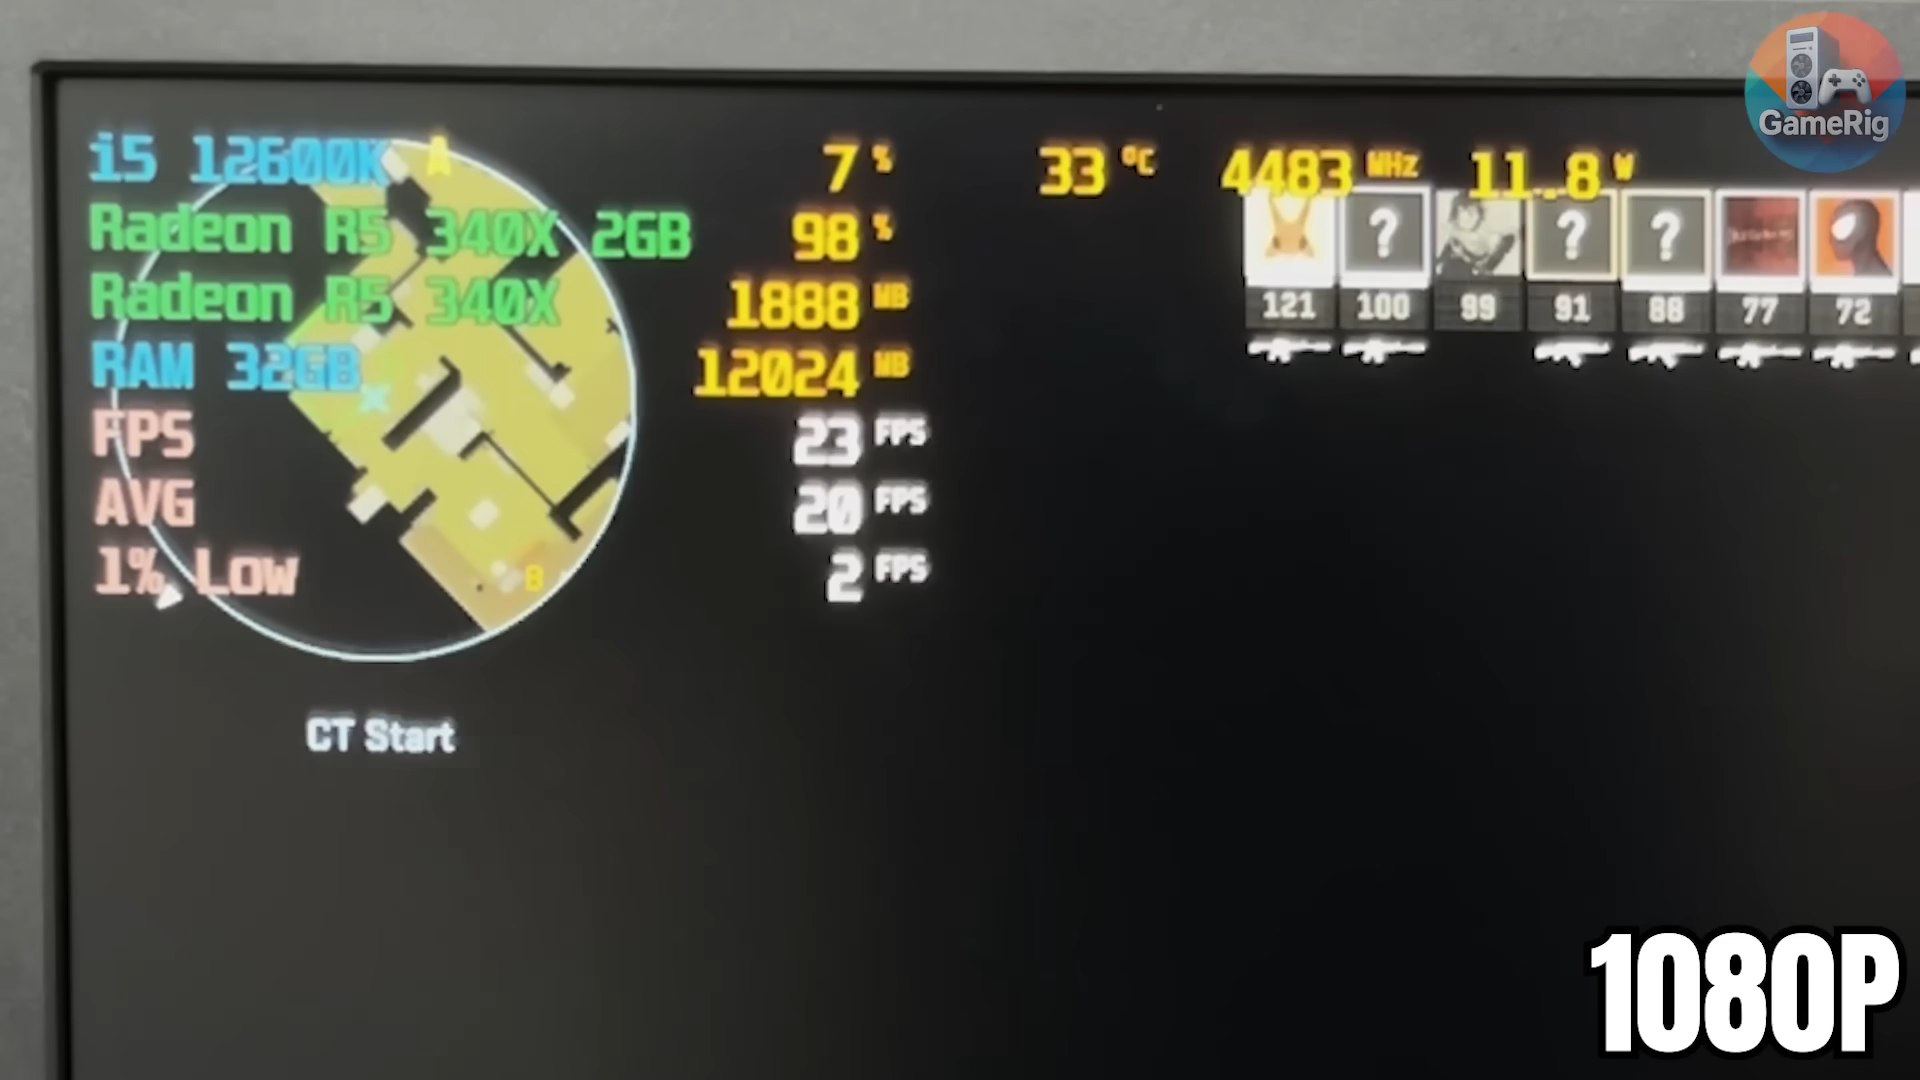 GameRig
i5 12600K 7 % 33 °C 4483 MHz 11.8 W
A
Radeon R5 340X 2GB 98 %
? ? ?
Radeon R5 340X 1888 MB
121 100 99 91 88 77 72
RAM 32GB 12024 MB
FPS 23 FPS
AVG 20 FPS
1% Low 2 FPS
B
CT Start
1080P